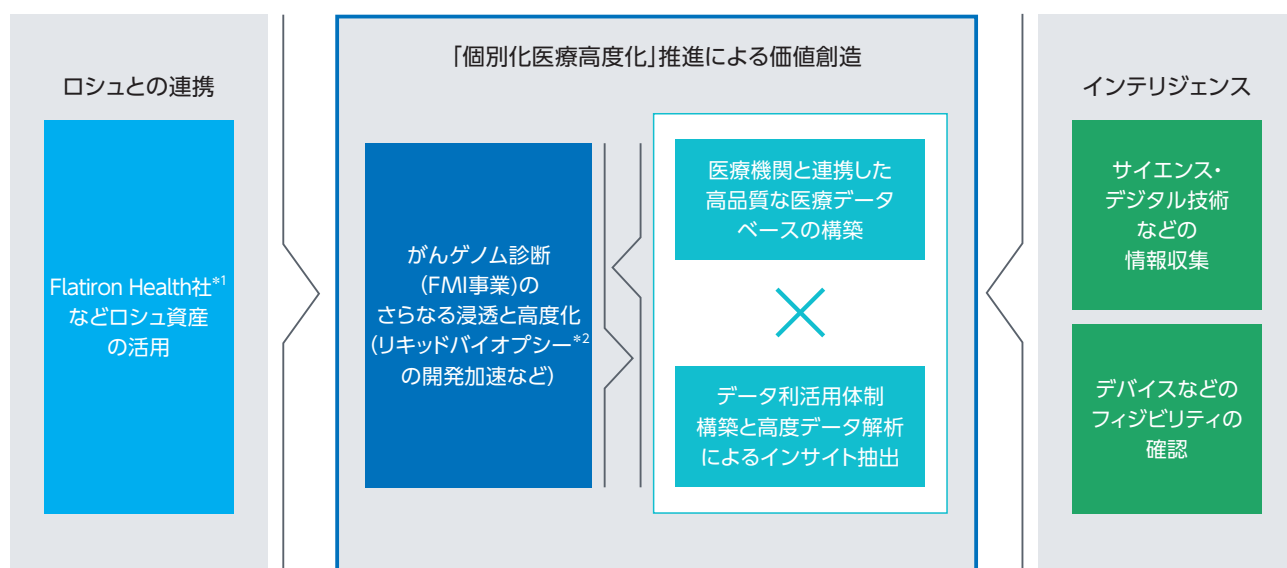 ロシュとの連携
Flatiron Health社*1
などロシュ資産
の活用
「個別化医療高度化」推進による価値創造
がんゲノム診断
(FMI事業)の
さらなる浸透と高度化
(リキッドバイオプシー*2
の開発加速など)
医療機関と連携した
高品質な医療データ
ベースの構築
×
データ利活用体制
構築と高度データ解析
によるインサイト抽出
インテリジェンス
サイエンス・
デジタル技術
などの
情報収集
デバイスなどの
フィジビリティの
確認